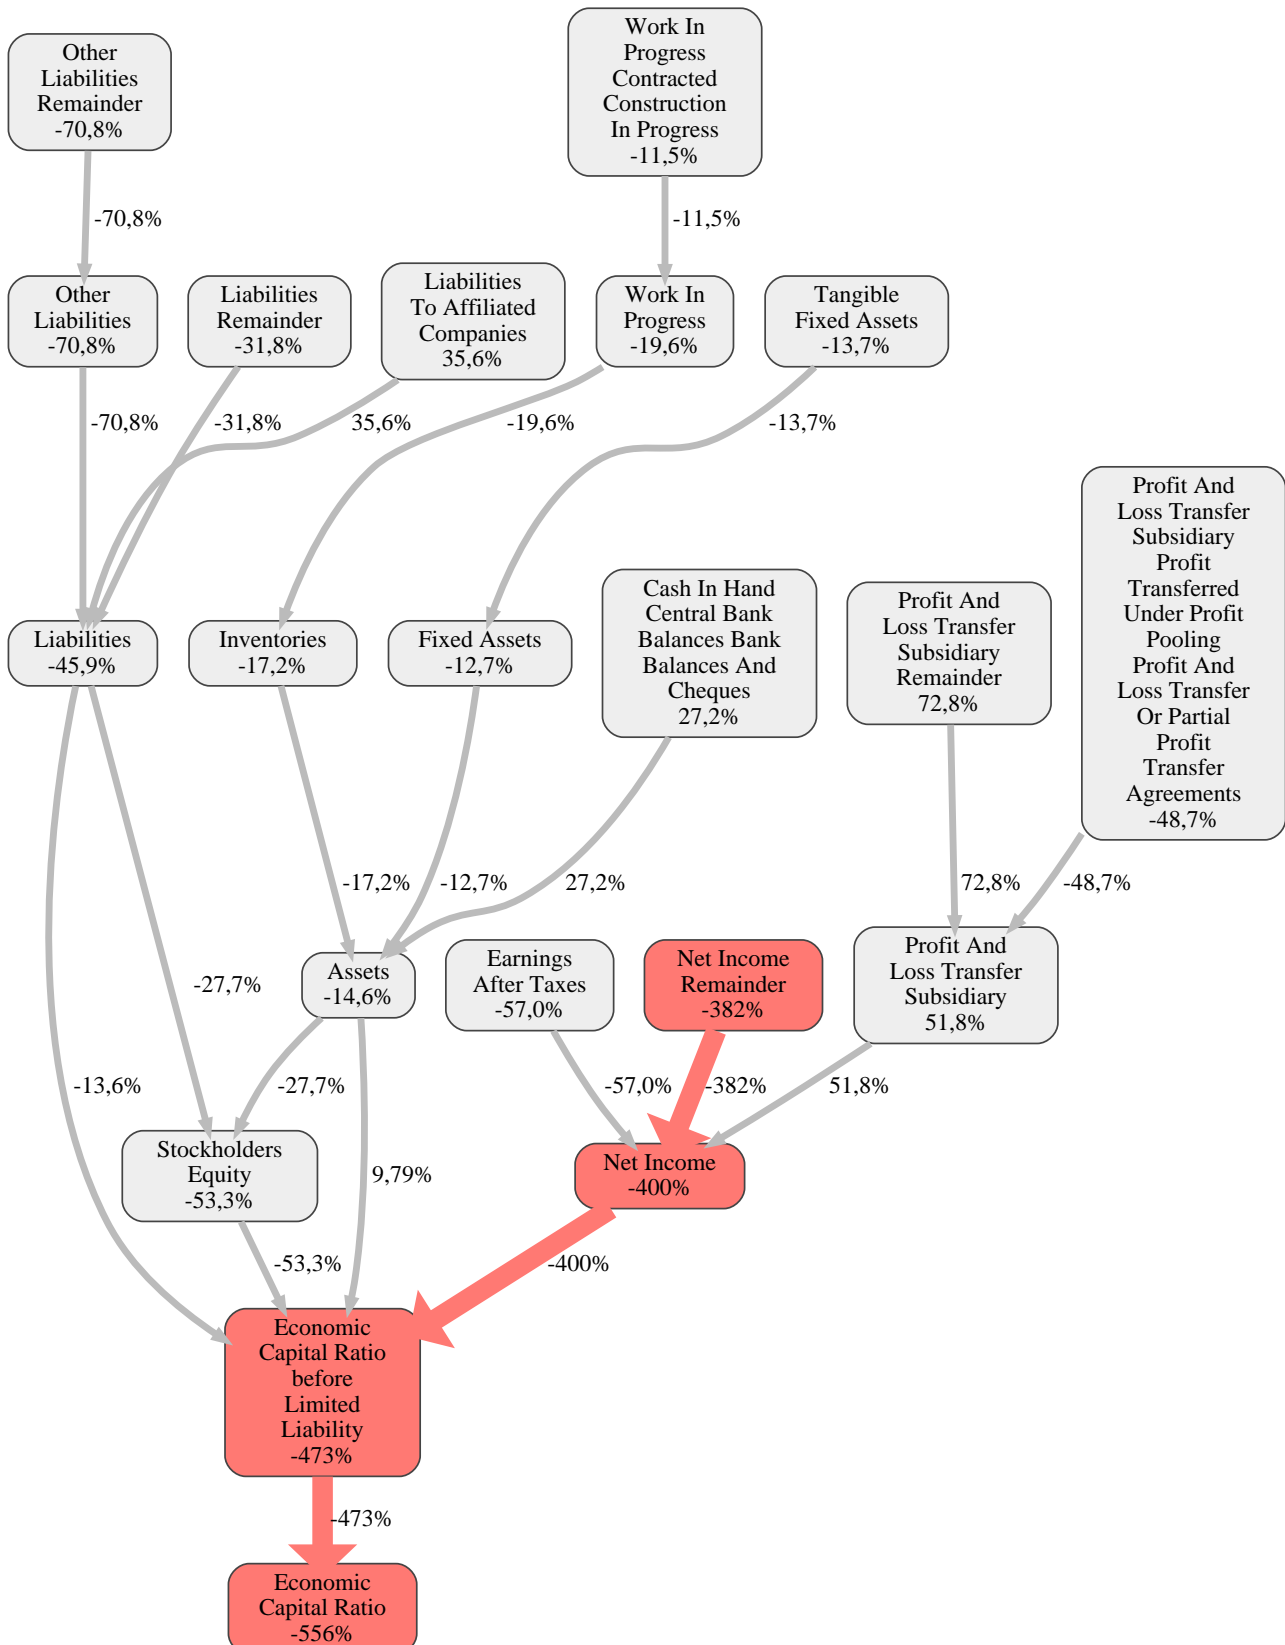 Other
Liabilities
Remainder
-70,8%
Work In
Progress
Contracted
Construction
In Progress
-11,5%
-70,8%
-11,5%
Other
Liabilities
-70,8%
Liabilities
Remainder
-31,8%
Liabilities
To Affiliated
Companies
35,6%
Work In
Progress
-19,6%
Tangible
Fixed Assets
-13,7%
-70,8%
-31,8%
35,6%
-19,6%
-13,7%
Profit And
Loss Transfer
Subsidiary
Profit
Transferred
Under Profit
Pooling
Profit And
Loss Transfer
Or Partial
Profit
Transfer
Agreements
-48,7%
Liabilities
-45,9%
Inventories
-17,2%
Fixed Assets
-12,7%
Cash In Hand
Central Bank
Balances Bank
Balances And
Cheques
27,2%
Profit And
Loss Transfer
Subsidiary
Remainder
72,8%
-17,2%
-12,7%
27,2%
72,8%
-48,7%
-27,7%
Assets
-14,6%
Earnings
After Taxes
-57,0%
Net Income
Remainder
-382%
Profit And
Loss Transfer
Subsidiary
51,8%
-13,6%
-27,7%
-57,0%
-382%
51,8%
Stockholders
Equity
-53,3%
9,79%
Net Income
-400%
-53,3%
-400%
Economic
Capital Ratio
before
Limited
Liability
-473%
-473%
Economic
Capital Ratio
-556%